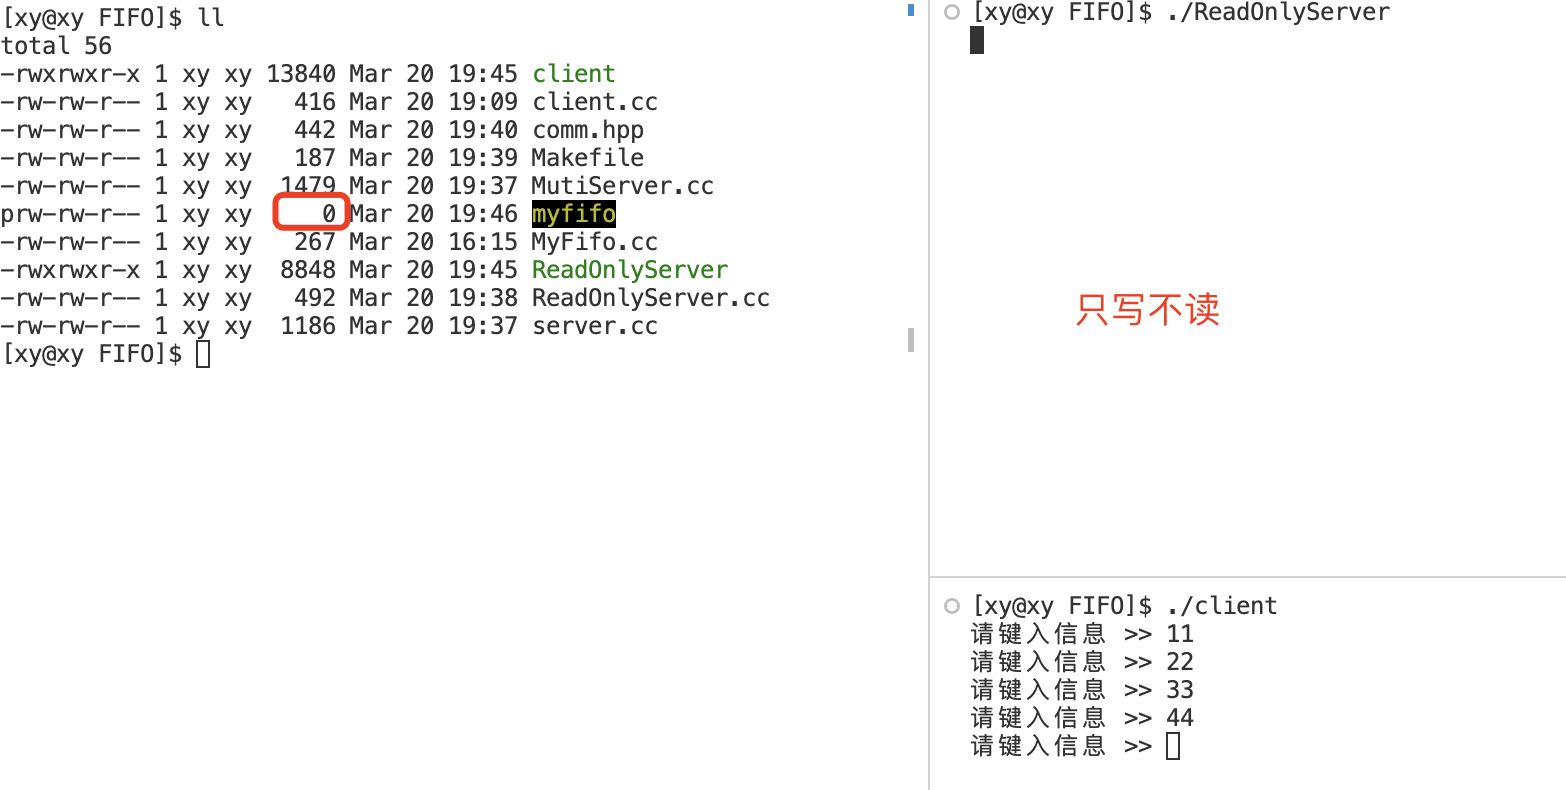 [xy@xy FIFO]$ ll
total 56
-rwxrwxr-x 1 xy xy 13840 Mar 20 19:45 client
-rw-rw-r-- 1 xy xy   416 Mar 20 19:09 client.cc
-rw-rw-r-- 1 xy xy   442 Mar 20 19:40 comm.hpp
-rw-rw-r-- 1 xy xy   187 Mar 20 19:39 Makefile
-rw-rw-r-- 1 xy xy  1479 Mar 20 19:37 MutiServer.cc
prw-rw-r-- 1 xy xy     0 Mar 20 19:46 myfifo
-rw-rw-r-- 1 xy xy   267 Mar 20 16:15 MyFifo.cc
-rwxrwxr-x 1 xy xy  8848 Mar 20 19:45 ReadOnlyServer
-rw-rw-r-- 1 xy xy   492 Mar 20 19:38 ReadOnlyServer.cc
-rw-rw-r-- 1 xy xy  1186 Mar 20 19:37 server.cc
[xy@xy FIFO]$
[xy@xy FIFO]$ ./ReadOnlyServer
只写不读
[xy@xy FIFO]$ ./client
请键入信息 >> 11
请键入信息 >> 22
请键入信息 >> 33
请键入信息 >> 44
请键入信息 >>